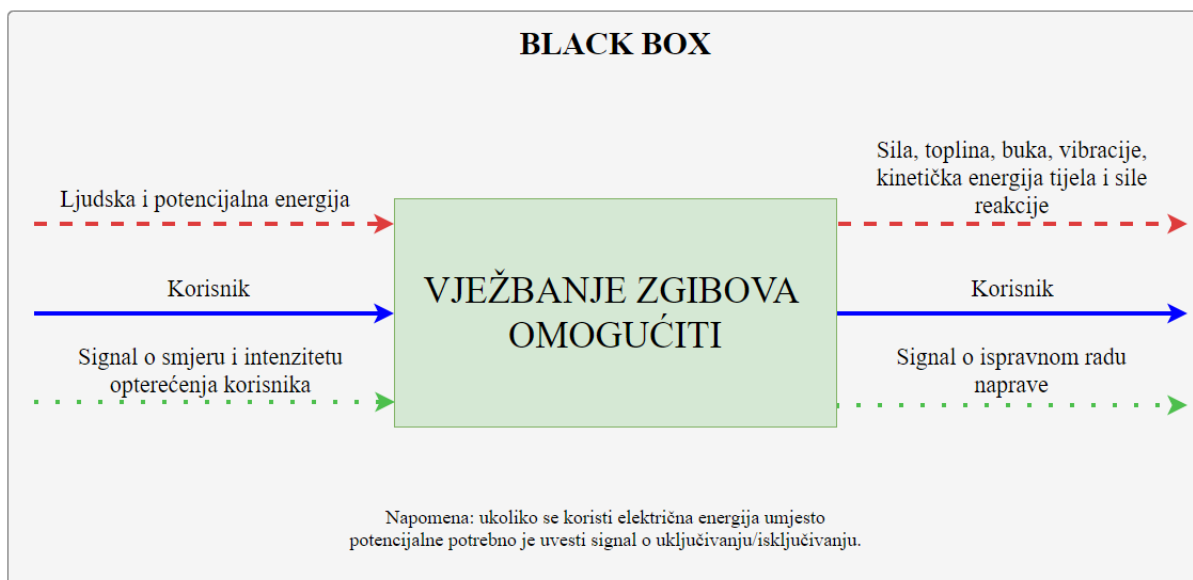 BLACK BOX
Ljudska i potencijalna energija
Korisnik
Signal o smjeru i intenzitetu
opterećenja korisnika
VJEŽBANJE ZGIBOVA
OMOGUĆITI
Sila, toplina, buka, vibracije,
kinetička energija tijela i sile
reakcije
Korisnik
Signal o ispravnom radu
naprave
Napomena: ukoliko se koristi električna energija umjesto
potencijalne potrebno je uvesti signal o uključivanju/isključivanju.